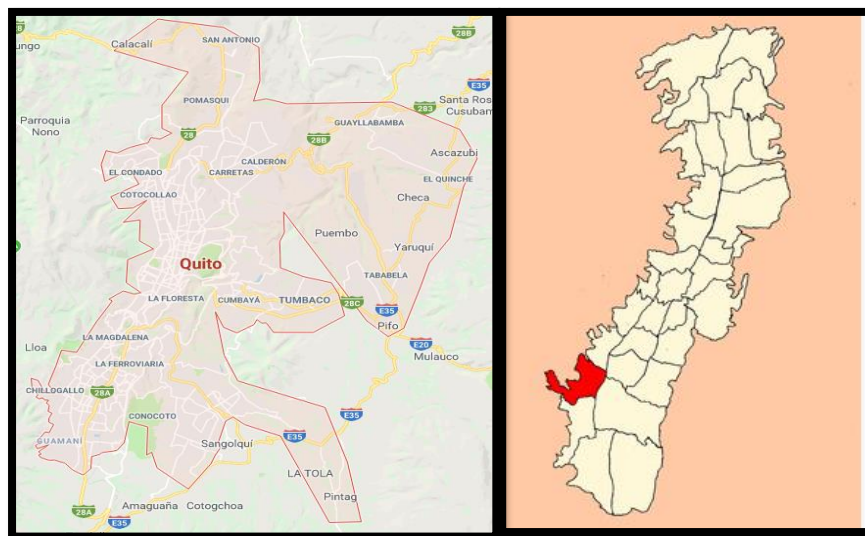 Calacalí
SAN ANTONIO
28B
E35
POMASQUI
Santa Ros
Cusubam
283
GUAYLLABAMBA
Parroquia
Nono
28
28B
Ascazubi
CALDERÓN
EL CONDADO
CARRETAS
EL QUINCHE
COTOCOLLAO
Checa
Puembo
Yaruquí
Quito
TABABELA
LA FLORESTA
CUMBAYÁ
TUMBACO
28C
E35
Pifo
LA MAGDALENA
E20
Lloa
Mulauco
LA FERROVIARIA
CHILLOGALLO
28A
CONOCOTO
E35
GUAMANÍ
Sangolquí
E35
LA TOLA
Pintag
Amaguaña
Cotogchoa
28A
E35